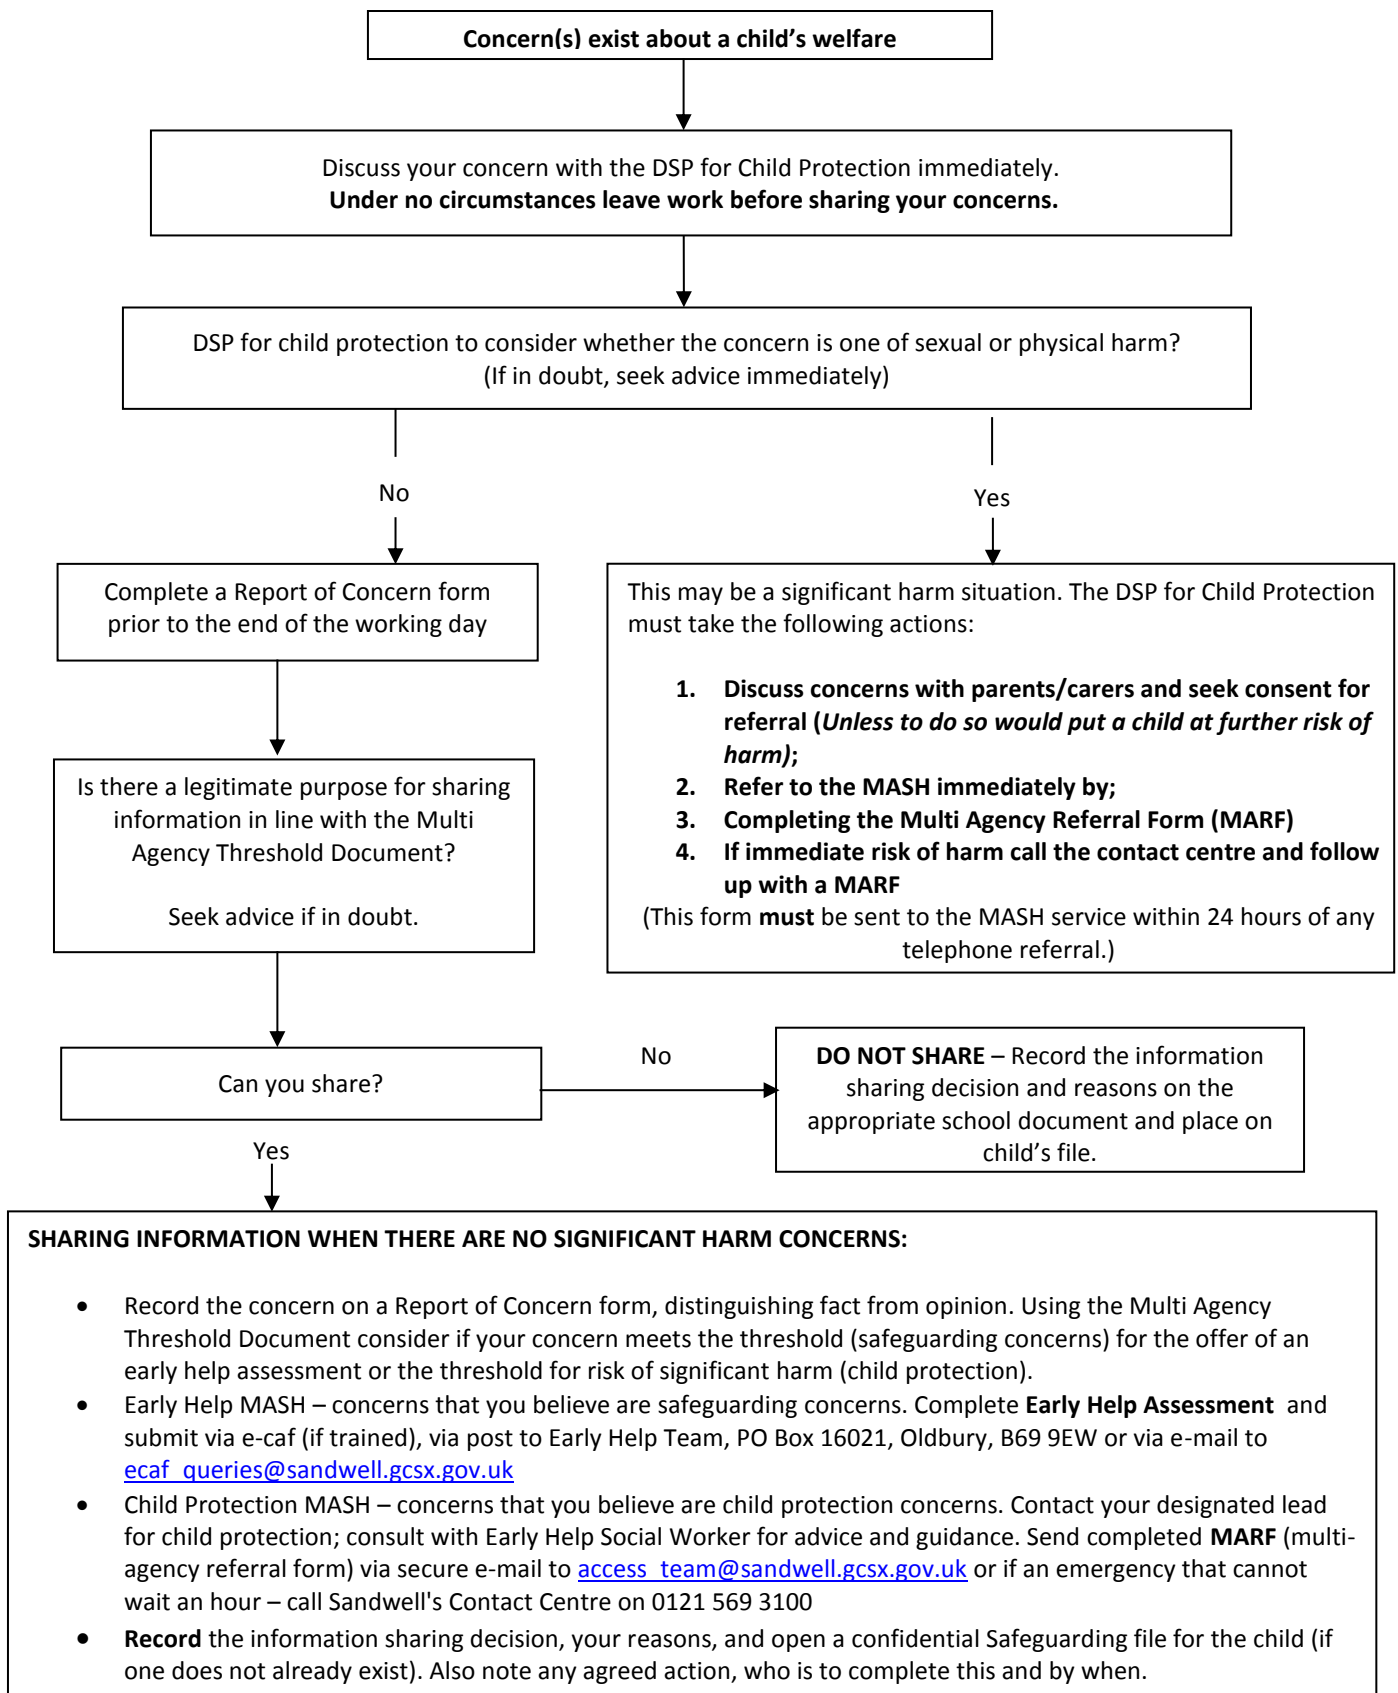 Concern(s) exist about a child's welfare
Discuss your concern with the DSP for Child Protection immediately.
Under no circumstances leave work before sharing your concerns.
DSP for child protection to consider whether the concern is one of sexual or physical harm?
(If in doubt, seek advice immediately)
No
Yes
Complete a Report of Concern form
prior to the end of the working day
This may be a significant harm situation. The DSP for Child Protection
must take the following actions:
1. Discuss concerns with parents/carers and seek consent for
referral (Unless to do so would put a child at further risk of
harm);
2. Refer to the MASH immediately by;
3. Completing the Multi Agency Referral Form (MARF)
4. If immediate risk of harm call the contact centre and follow
up with a MARF
(This form must be sent to the MASH service within 24 hours of any
telephone referral.)
Is there a legitimate purpose for sharing
information in line with the Multi
Agency Threshold Document?
Seek advice if in doubt.
Can you share?
No
DO NOT SHARE – Record the information
sharing decision and reasons on the
appropriate school document and place on
child's file.
Yes
SHARING INFORMATION WHEN THERE ARE NO SIGNIFICANT HARM CONCERNS:
• Record the concern on a Report of Concern form, distinguishing fact from opinion. Using the Multi Agency
Threshold Document consider if your concern meets the threshold (safeguarding concerns) for the offer of an
early help assessment or the threshold for risk of significant harm (child protection).
• Early Help MASH – concerns that you believe are safeguarding concerns. Complete Early Help Assessment and
submit via e-caf (if trained), via post to Early Help Team, PO Box 16021, Oldbury, B69 9EW or via e-mail to
ecaf_queries@sandwell.gcsx.gov.uk
• Child Protection MASH – concerns that you believe are child protection concerns. Contact your designated lead
for child protection; consult with Early Help Social Worker for advice and guidance. Send completed MARF (multi-
agency referral form) via secure e-mail to access_team@sandwell.gcsx.gov.uk or if an emergency that cannot
wait an hour – call Sandwell's Contact Centre on 0121 569 3100
• Record the information sharing decision, your reasons, and open a confidential Safeguarding file for the child (if
one does not already exist). Also note any agreed action, who is to complete this and by when.